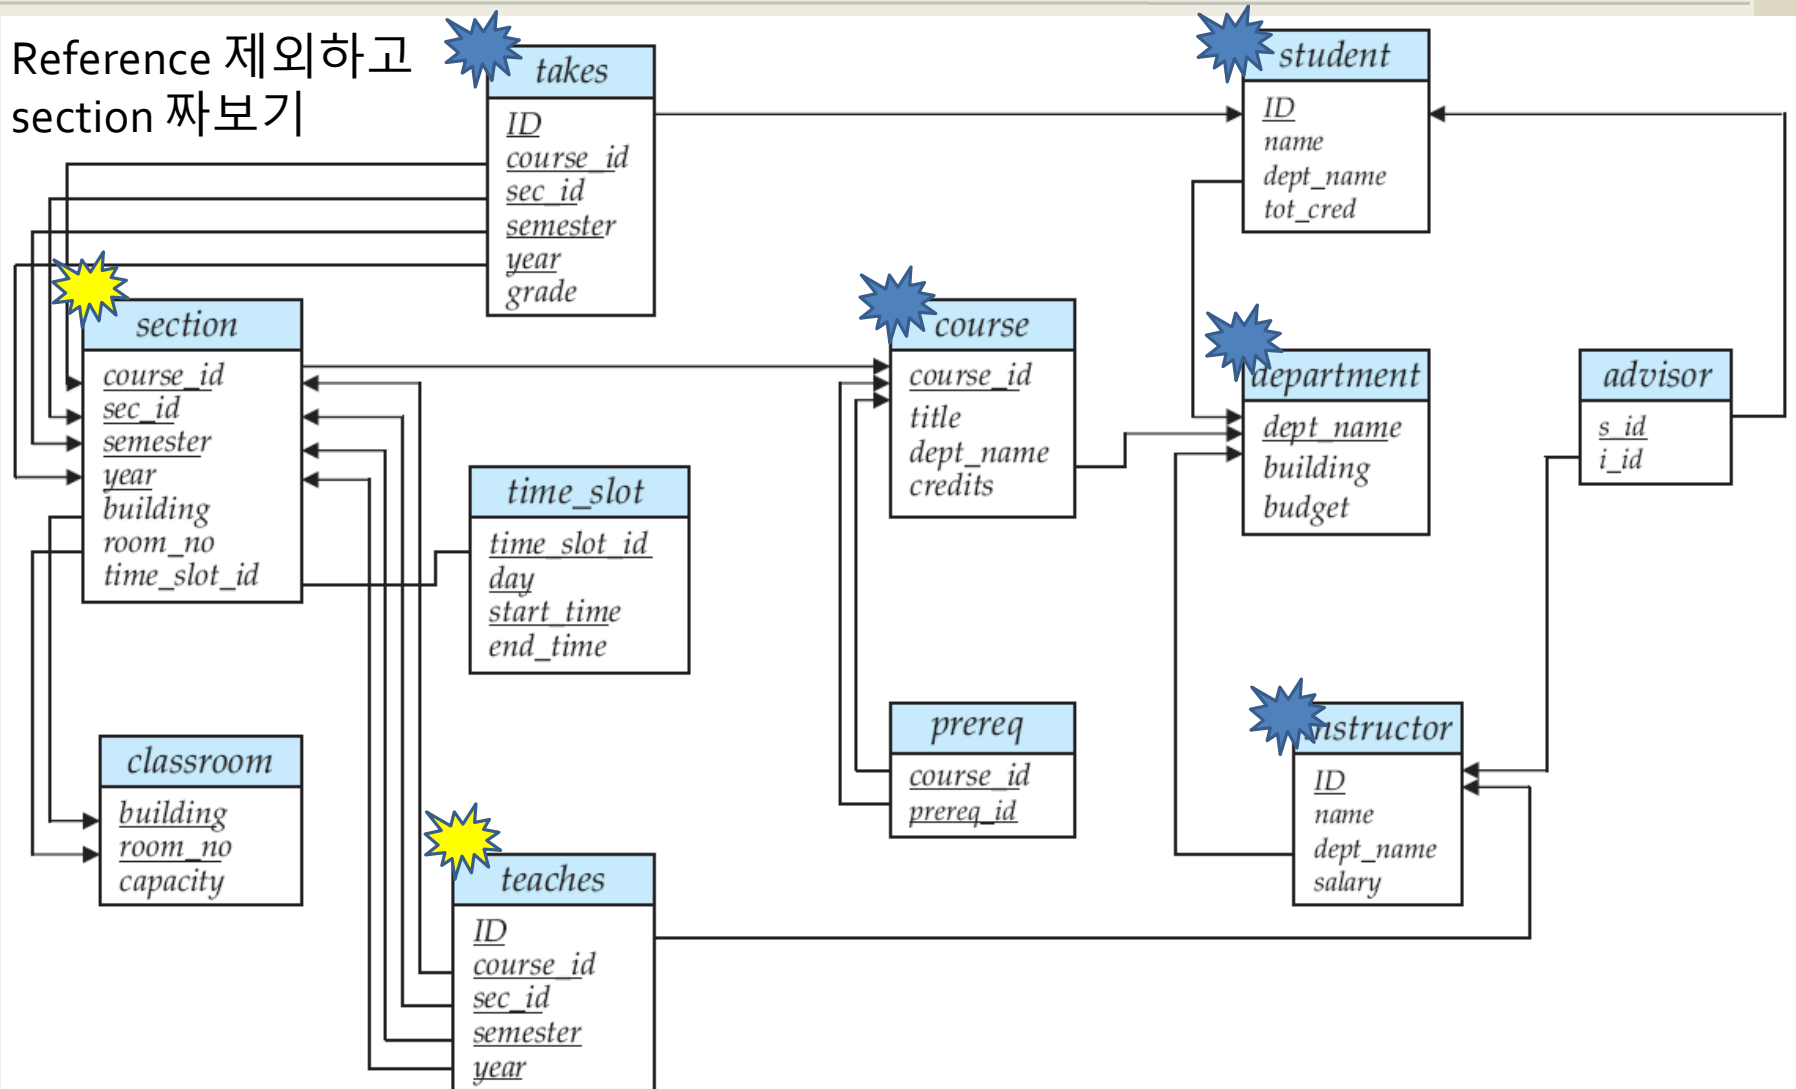 Reference 제외하고
section 짜보기
takes
ID
course_id
sec_id
semester
year
grade
student
ID
name
dept_name
tot_cred
section
course_id
sec_id
semester
year
building
room_no
time_slot_id
time_slot
time_slot_id
day
start_time
end_time
course
course_id
title
dept_name
credits
department
dept_name
building
budget
advisor
s_id
i_id
classroom
building
room_no
capacity
prereq
course_id
prereq_id
nstructor
ID
name
dept_name
salary
teaches
ID
course_id
sec_id
semester
year